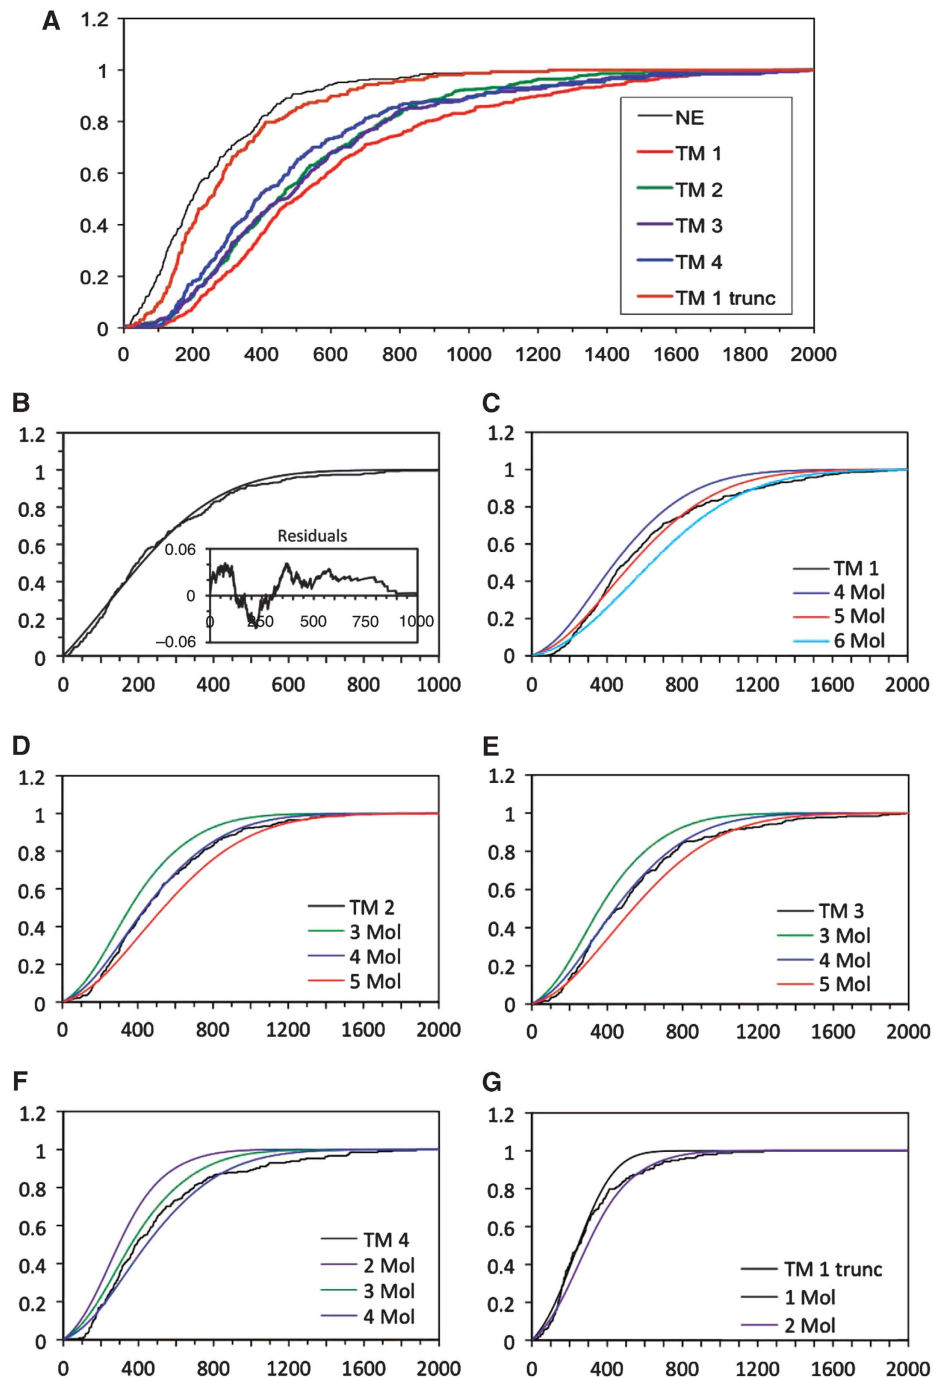 A
1.2
1
0.8
0.6
0.4
0.2
0
0 200 400 600 800 1000 1200 1400 1600 1800 2000
NE
TM 1
TM 2
TM 3
TM 4
TM 1 trunc
B
1.2
1
0.8
0.6
0.4
0.2
0
0 200 400 600 800 1000
Residuals
0.06
0
−0.06
0 250 500 750 1000
C
1.2
1
0.8
0.6
0.4
0.2
0
0 400 800 1200 1600 2000
TM 1
4 Mol
5 Mol
6 Mol
D
1.2
1
0.8
0.6
0.4
0.2
0
0 400 800 1200 1600 2000
TM 2
3 Mol
4 Mol
5 Mol
E
1.2
1
0.8
0.6
0.4
0.2
0
0 400 800 1200 1600 2000
TM 3
3 Mol
4 Mol
5 Mol
F
1.2
1
0.8
0.6
0.4
0.2
0
0 400 800 1200 1600 2000
TM 4
2 Mol
3 Mol
4 Mol
G
1.2
1
0.8
0.6
0.4
0.2
0
0 400 800 1200 1600 2000
TM 1 trunc
1 Mol
2 Mol